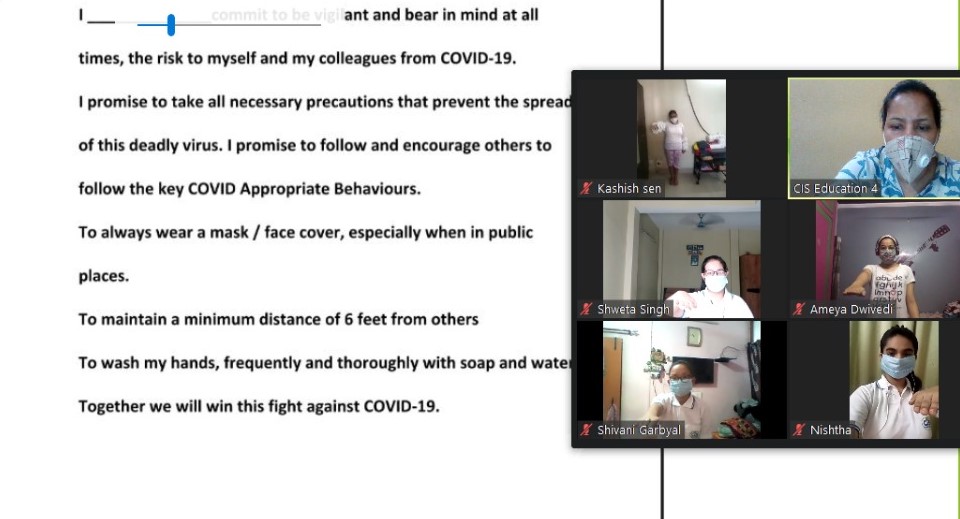 I ___ commit to be vigilant and bear in mind at all
times, the risk to myself and my colleagues from COVID-19.
I promise to take all necessary precautions that prevent the spread
of this deadly virus. I promise to follow and encourage others to
follow the key COVID Appropriate Behaviours.
To always wear a mask / face cover, especially when in public
places.
To maintain a minimum distance of 6 feet from others
To wash my hands, frequently and thoroughly with soap and water
Together we will win this fight against COVID-19.
Kashish sen
CIS Education 4
Shweta Singh
Ameya Dwivedi
Shivani Garbyal
Nishtha